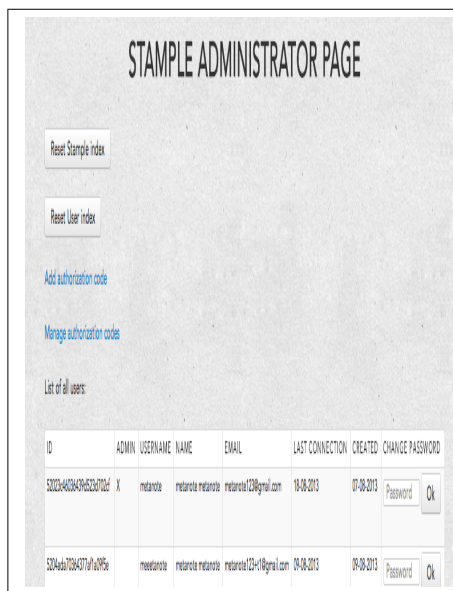 STAMPLE ADMINISTRATOR PAGE
Reset Stample index
Reset User index
Add authorization code
Manage authorization codes
List of all users:
ID ADMIN USERNAME NAME EMAIL LAST CONNECTION CREATED CHANGE PASSWORD
X metanote metanote metanote metanote123@gmail.com 18-08-2013 07-08-2013 Password Ok
meeetanote metanote metanote metanote123+t1@gmail.com 09-08-2013 09-08-2013 Password Ok